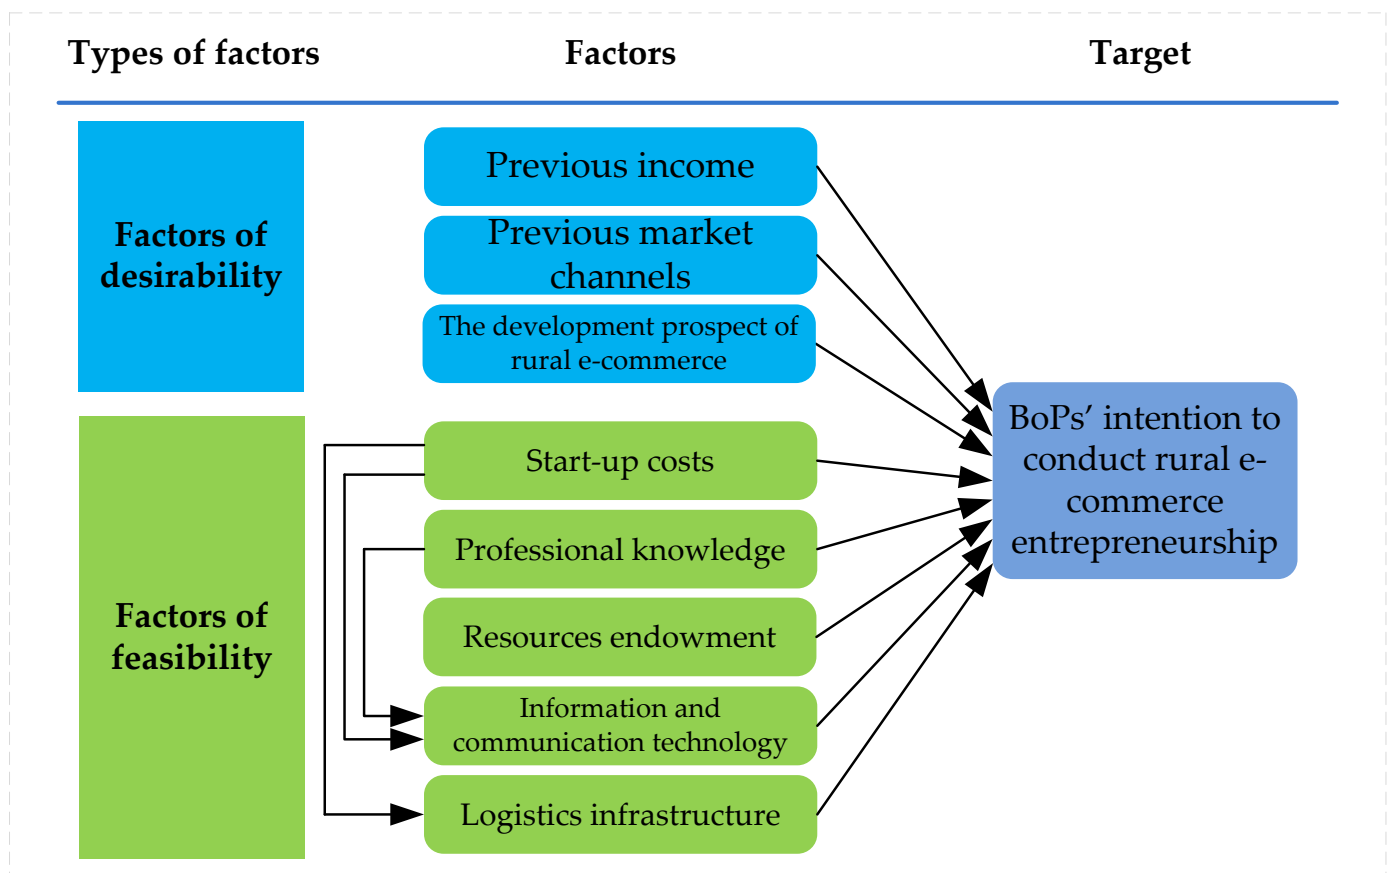 Types of factors
Factors
Target
Factors of
desirability
Previous income
Previous market
channels
The development prospect of
rural e-commerce
Factors of
feasibility
Start-up costs
Professional knowledge
Resources endowment
Information and
communication technology
Logistics infrastructure
BoPs’ intention to
conduct rural e-
commerce
entrepreneurship